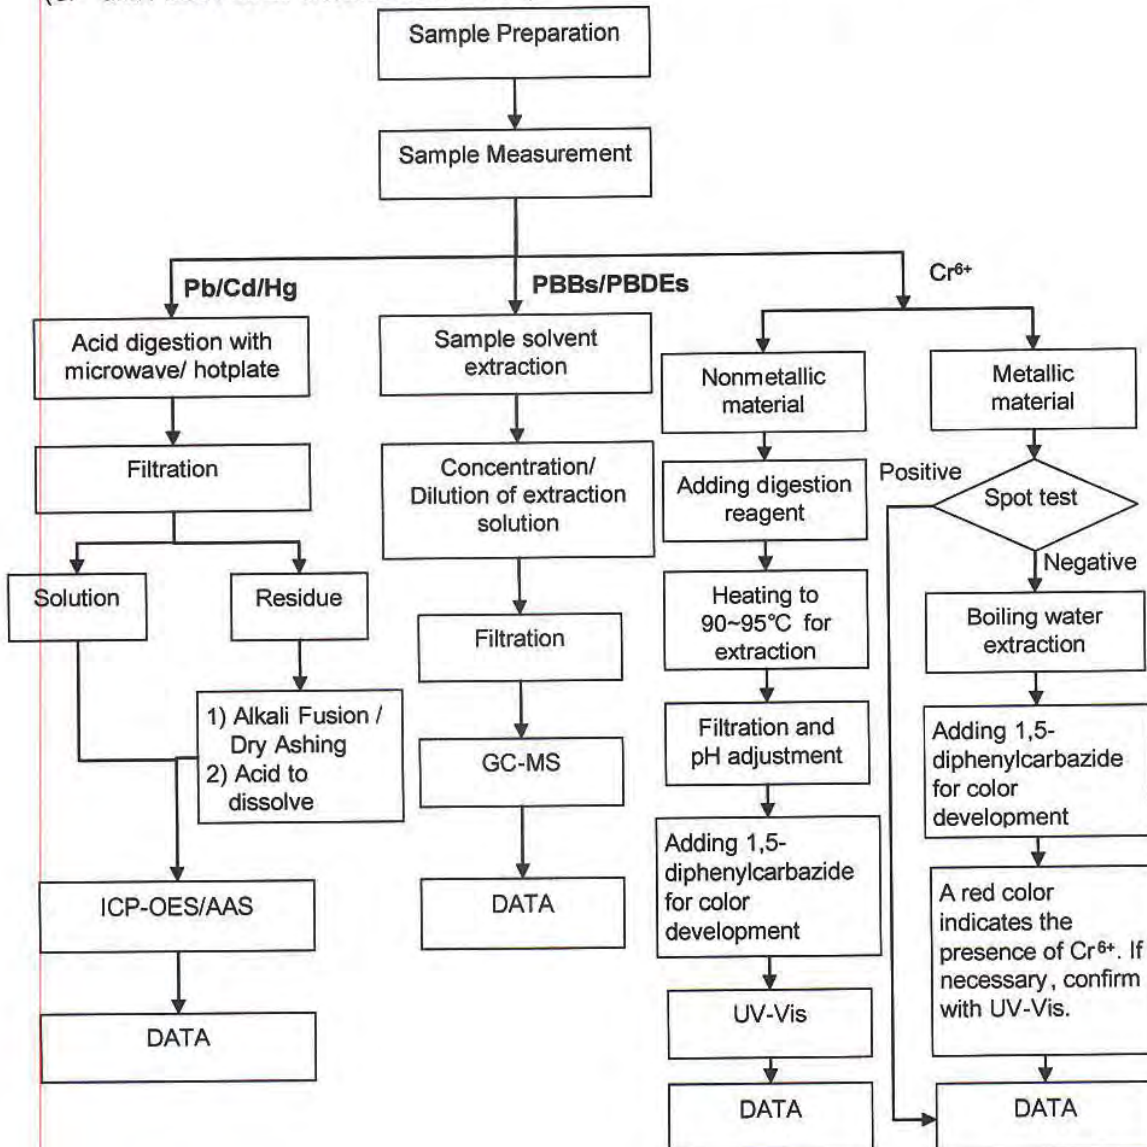 Sample Preparation
Sample Measurement
Pb/Cd/Hg
PBBs/PBDEs
Cr⁶⁺
Acid digestion with
microwave/ hotplate
Filtration
Solution
Residue
1) Alkali Fusion /
Dry Ashing
2) Acid to
dissolve
ICP-OES/AAS
DATA
Sample solvent
extraction
Concentration/
Dilution of extraction
solution
Filtration
GC-MS
DATA
Nonmetallic
material
Adding digestion
reagent
Heating to
90~95℃ for
extraction
Filtration and
pH adjustment
Adding 1,5-
diphenylcarbazide
for color
development
UV-Vis
DATA
Metallic
material
Spot test
Positive
Negative
Boiling water
extraction
Adding 1,5-
diphenylcarbazide
for color
development
A red color
indicates the
presence of Cr⁶⁺. If
necessary, confirm
with UV-Vis.
DATA